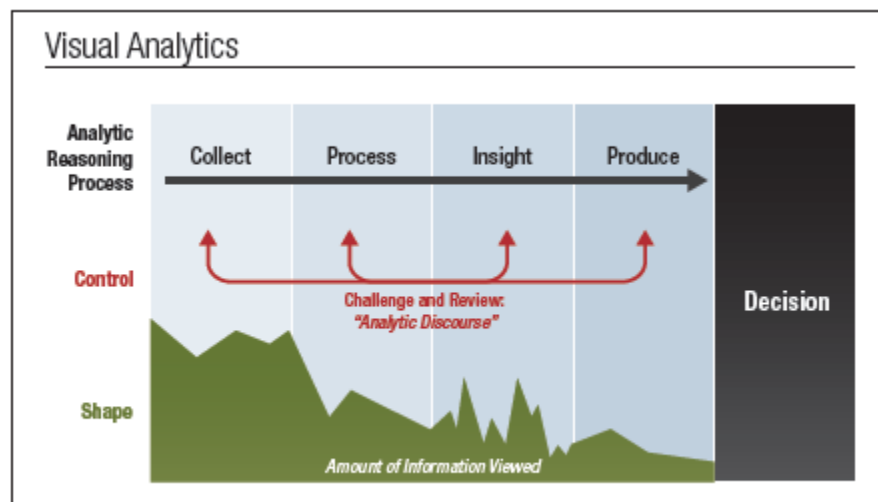 Visual Analytics
Analytic
Reasoning
Process
Collect
Process
Insight
Produce
Control
Challenge and Review:
"Analytic Discourse"
Decision
Shape
Amount of Information Viewed